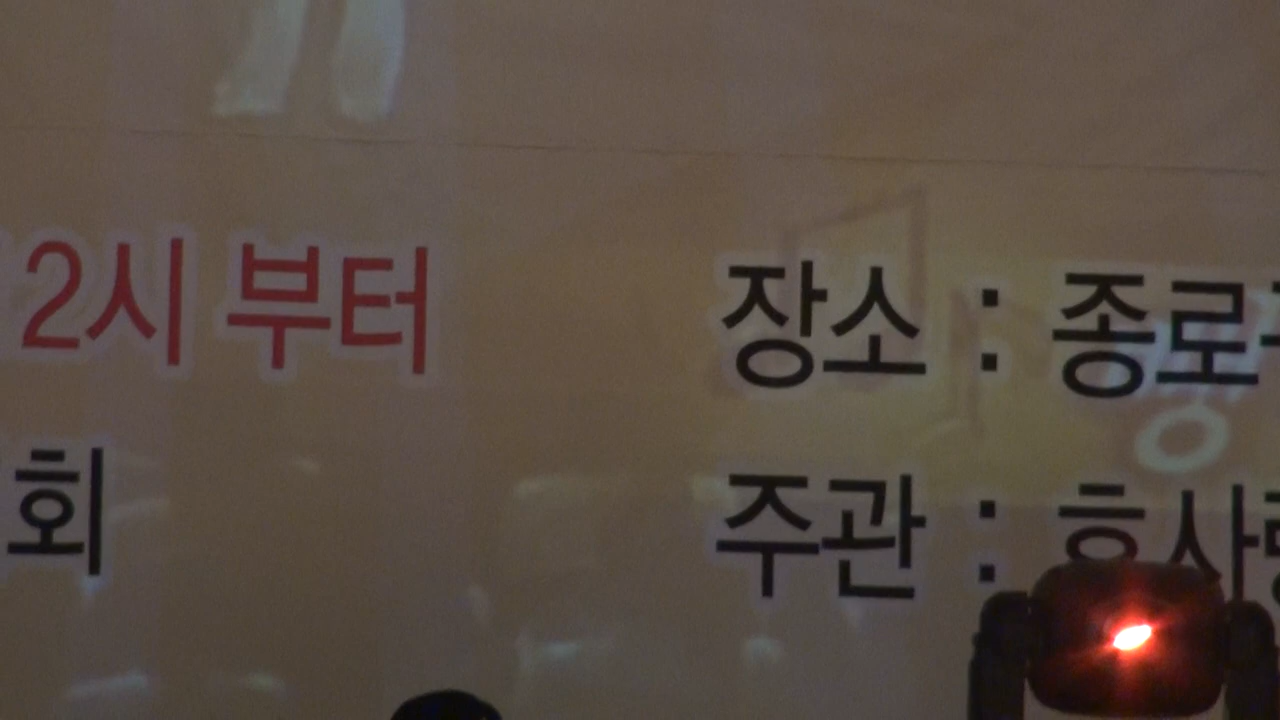 2시 부터
장소 : 종로
회
주관 :